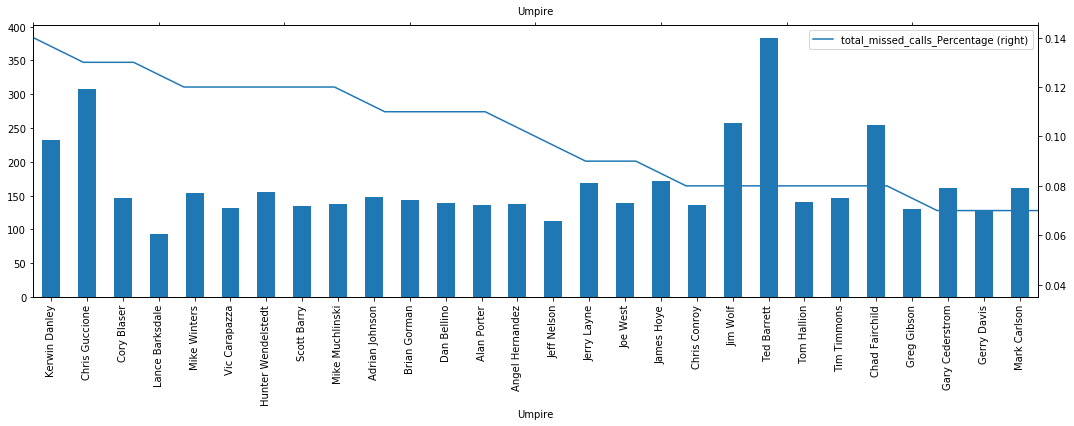 Umpire
400
350
300
250
200
150
100
50
0
0.14
0.12
0.10
0.08
0.06
0.04
total_missed_calls_Percentage (right)
Kerwin Danley
Chris Guccione
Cory Blaser
Lance Barksdale
Mike Winters
Vic Carapazza
Hunter Wendelstedt
Scott Barry
Mike Muchlinski
Adrian Johnson
Brian Gorman
Dan Bellino
Alan Porter
Angel Hernandez
Jeff Nelson
Jerry Layne
Joe West
James Hoye
Chris Conroy
Jim Wolf
Ted Barrett
Tom Hallion
Tim Timmons
Chad Fairchild
Greg Gibson
Gary Cederstrom
Gerry Davis
Mark Carlson
Umpire